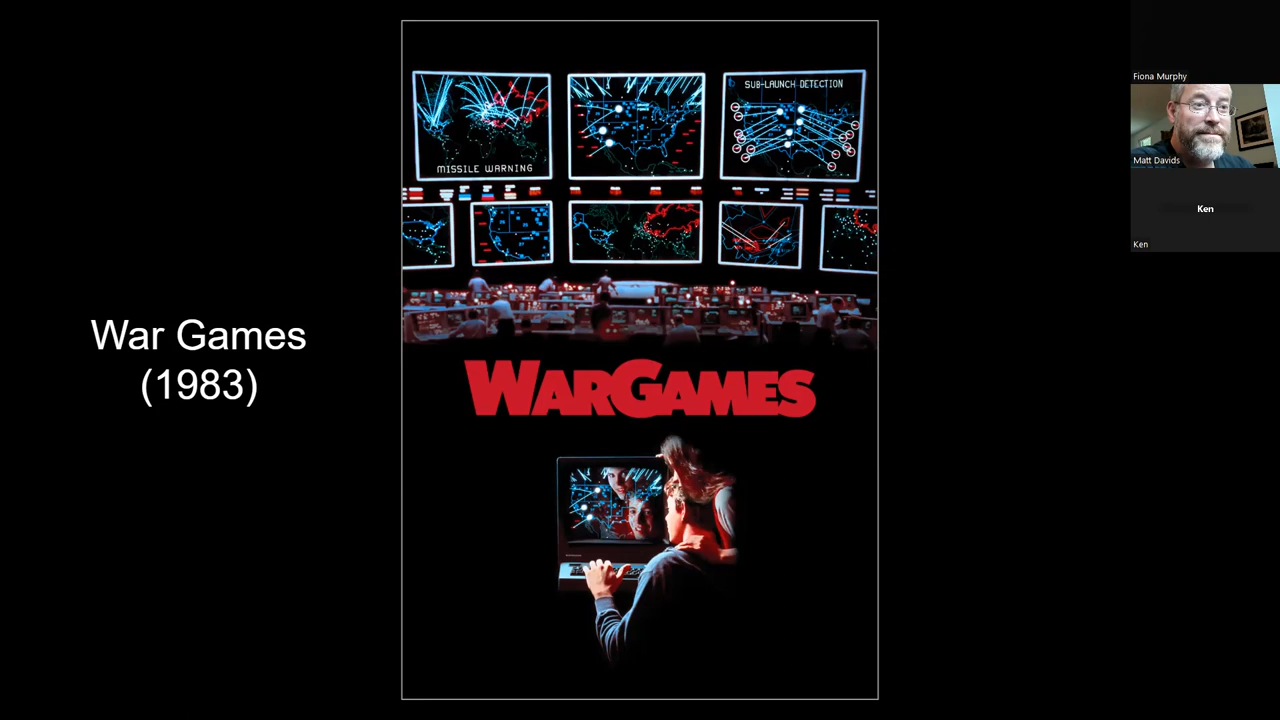 War Games
(1983)
MISSILE WARNING
SUB-LAUNCH DETECTION
WARGAMES
Fiona Murphy
Matt Davids
Ken
Ken